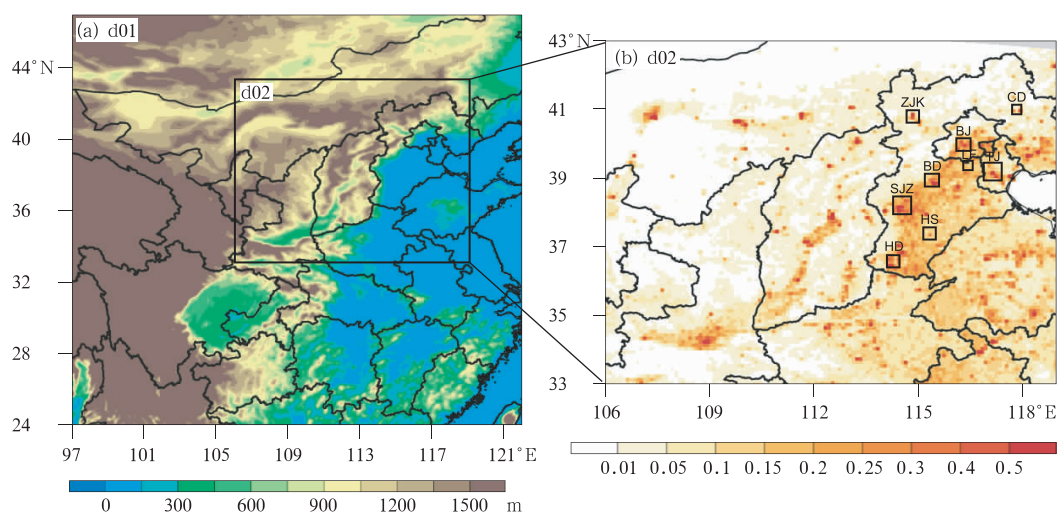 (a) d01
d02
44°N
40
36
32
28
24
97 101 105 109 113 117 121°E
0 300 600 900 1200 1500 m
(b) d02
43°N
41
39
37
35
33
106 109 112 115 118°E
ZJK
CD
BJ
LF
TJ
BD
SJZ
HS
HD
0.01 0.05 0.1 0.15 0.2 0.25 0.3 0.4 0.5